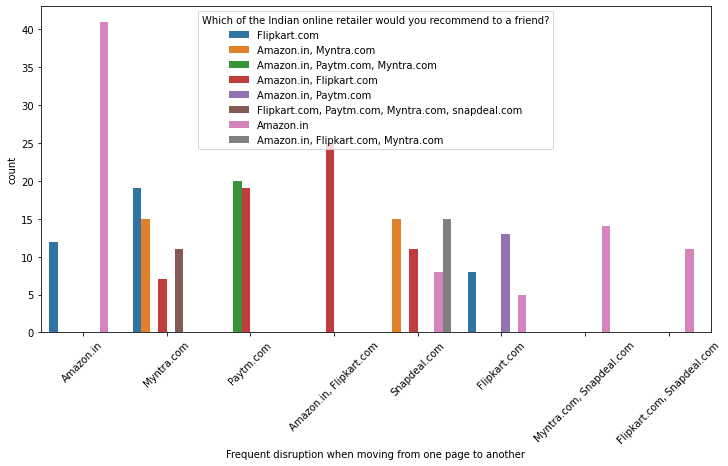 Which of the Indian online retailer would you recommend to a friend?
Flipkart.com
Amazon.in, Myntra.com
Amazon.in, Paytm.com, Myntra.com
Amazon.in, Flipkart.com
Amazon.in, Paytm.com
Flipkart.com, Paytm.com, Myntra.com, snapdeal.com
Amazon.in
Amazon.in, Flipkart.com, Myntra.com
count
40
35
30
25
20
15
10
5
0
Amazon.in
Myntra.com
Paytm.com
Amazon.in, Flipkart.com
Snapdeal.com
Flipkart.com
Myntra.com, Snapdeal.com
Flipkart.com, Snapdeal.com
Frequent disruption when moving from one page to another